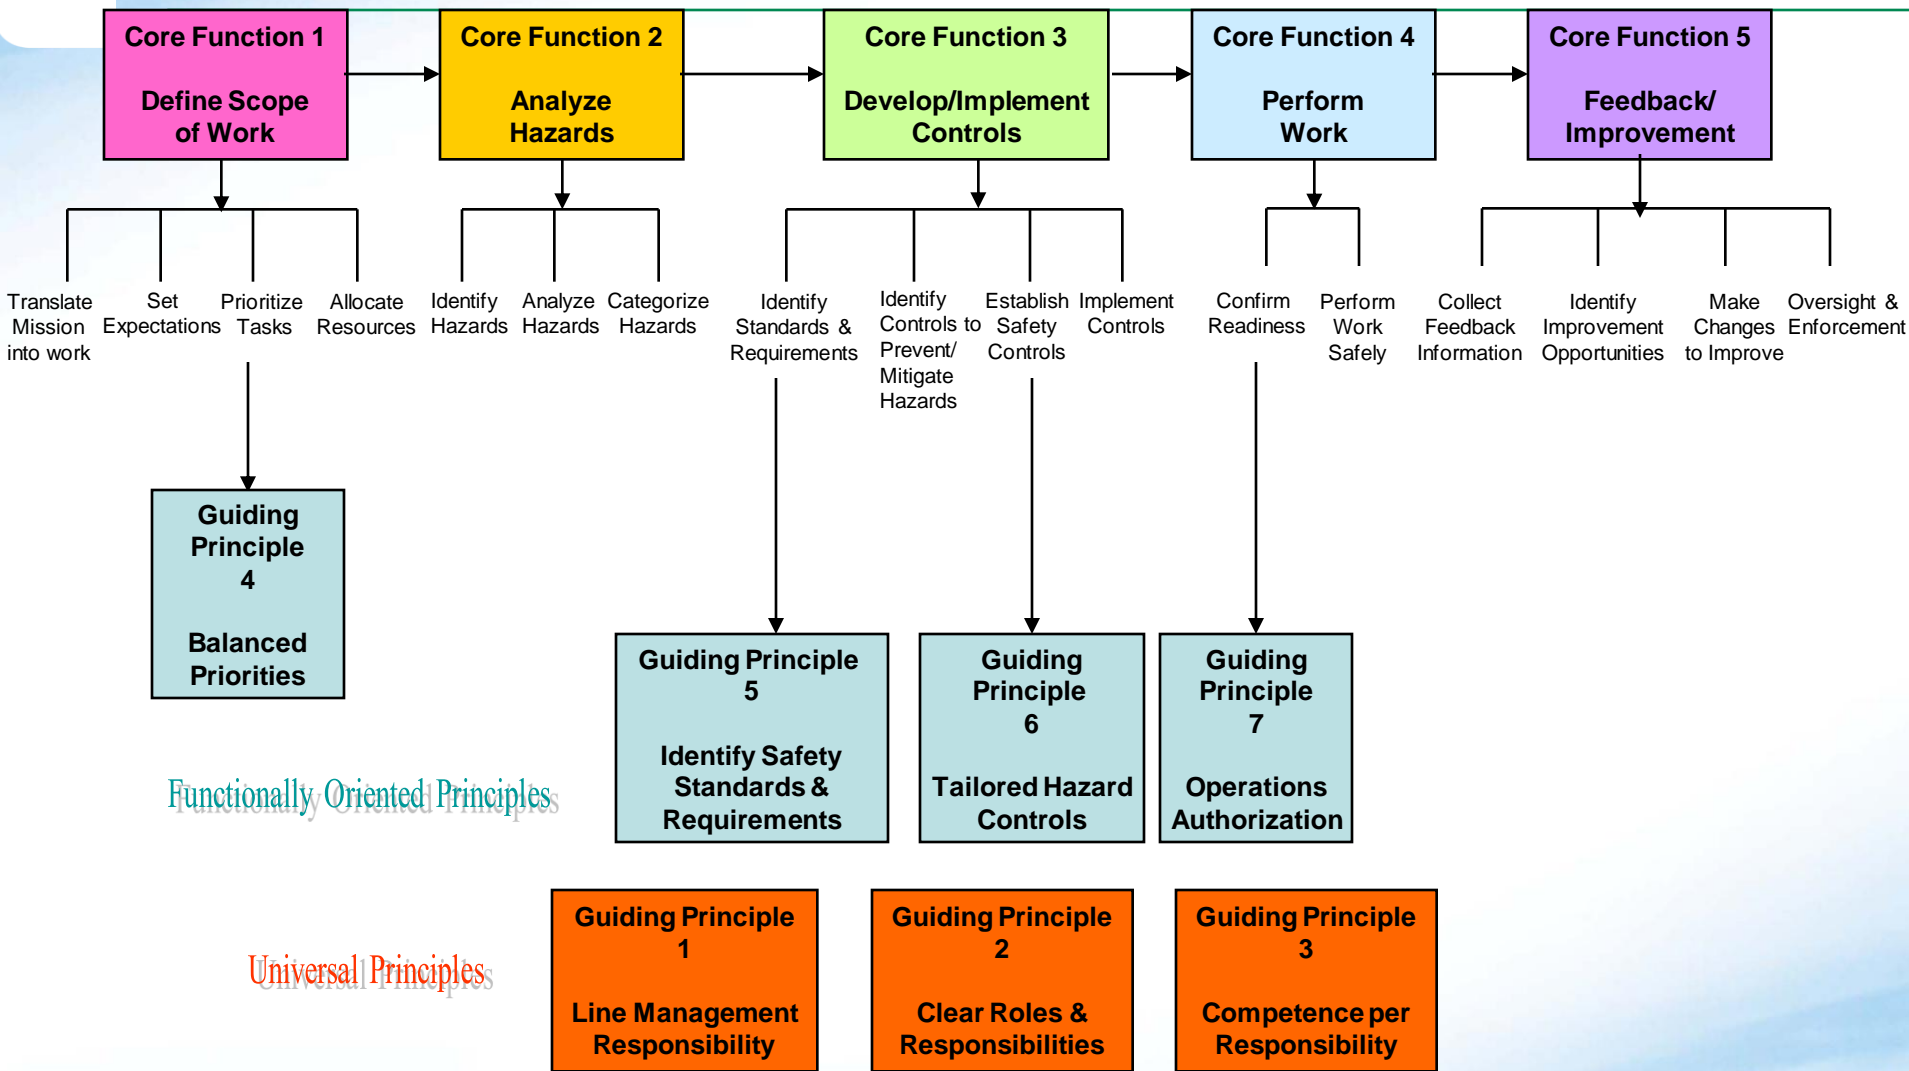 Core Function 1
Define Scope
of Work
Core Function 2
Analyze
Hazards
Core Function 3
Develop/Implement
Controls
Core Function 4
Perform
Work
Core Function 5
Feedback/
Improvement
Translate
Mission
into work
Set
Expectations
Prioritize
Tasks
Allocate
Resources
Identify
Hazards
Analyze
Hazards
Categorize
Hazards
Identify
Standards &
Requirements
Identify
Controls to
Prevent/
Mitigate
Hazards
Establish
Safety
Controls
Implement
Controls
Confirm
Readiness
Perform
Work
Safely
Collect
Feedback
Information
Identify
Improvement
Opportunities
Make
Changes
to Improve
Oversight &
Enforcement
Guiding
Principle
4
Balanced
Priorities
Guiding Principle
5
Identify Safety
Standards &
Requirements
Guiding
Principle
6
Tailored Hazard
Controls
Guiding
Principle
7
Operations
Authorization
Functionally Oriented Principles
Universal Principles
Guiding Principle
1
Line Management
Responsibility
Guiding Principle
2
Clear Roles &
Responsibilities
Guiding Principle
3
Competence per
Responsibility